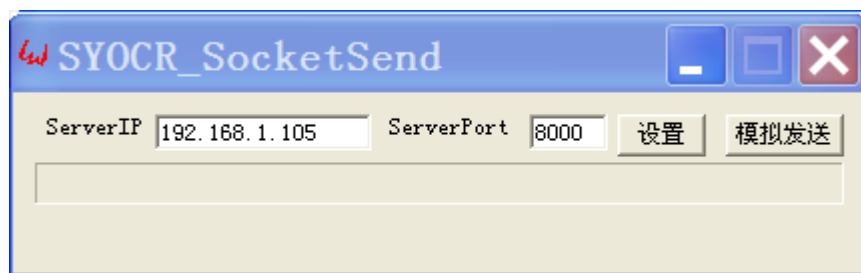 SYOCR_SocketSend
ServerIP 192.168.1.105 ServerPort 8000 设置 模拟发送